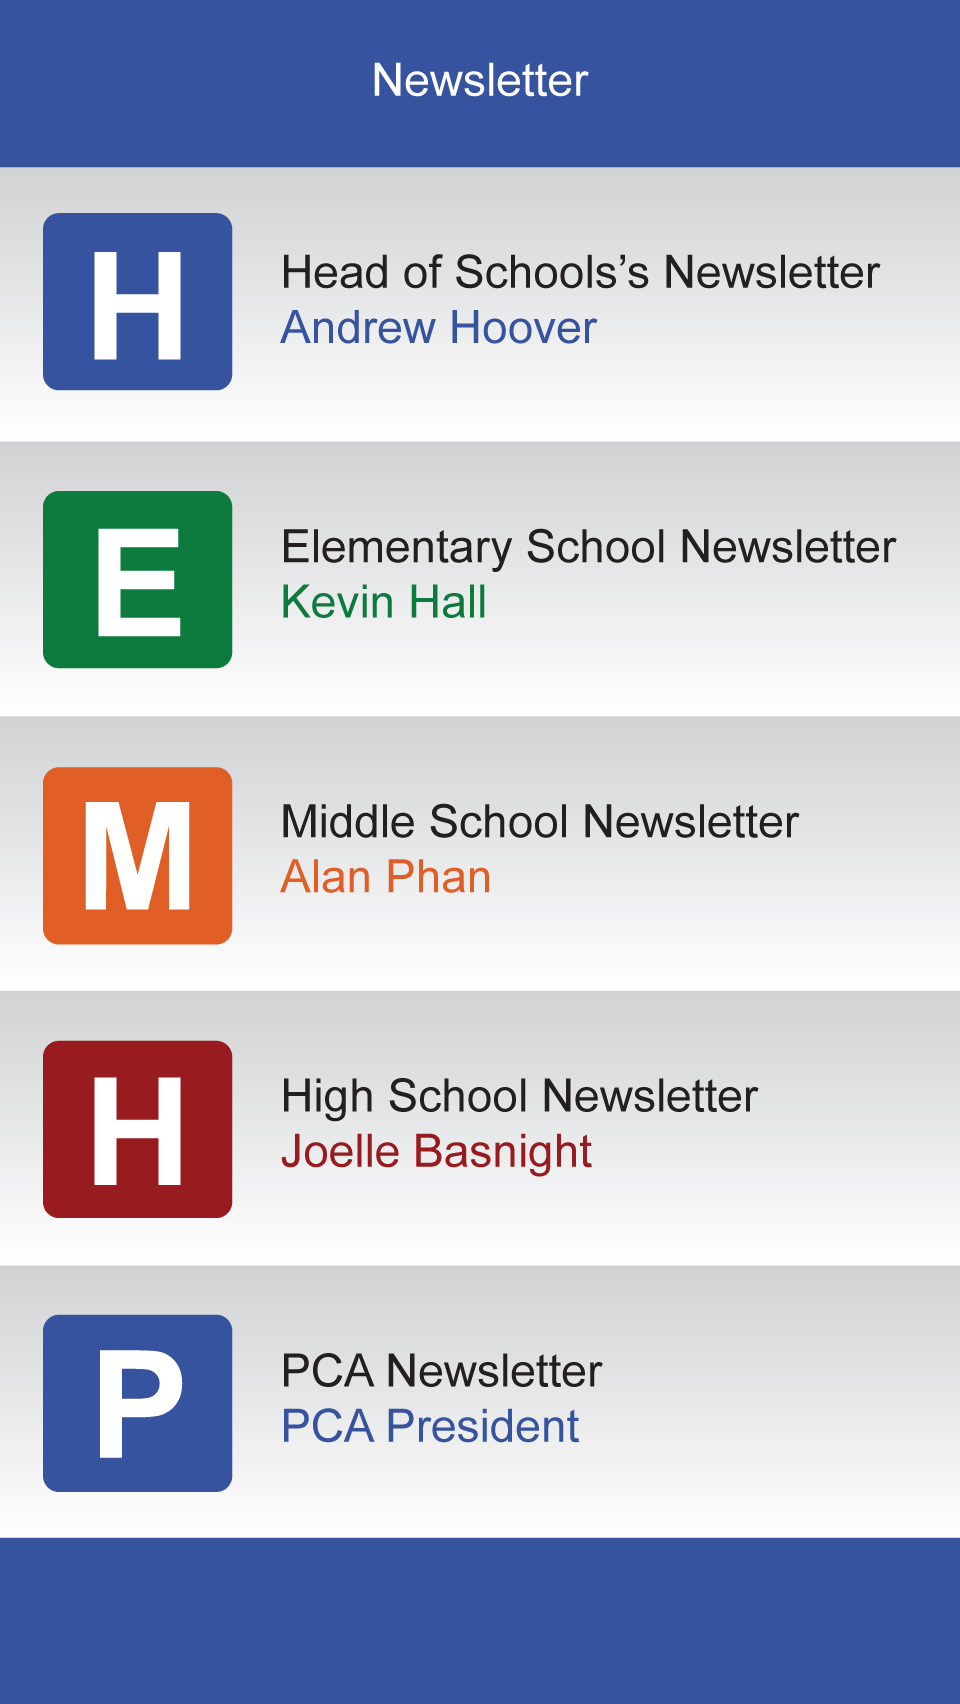 Newsletter
H
Head of Schools’s Newsletter
Andrew Hoover
E
Elementary School Newsletter
Kevin Hall
M
Middle School Newsletter
Alan Phan
H
High School Newsletter
Joelle Basnight
P
PCA Newsletter
PCA President